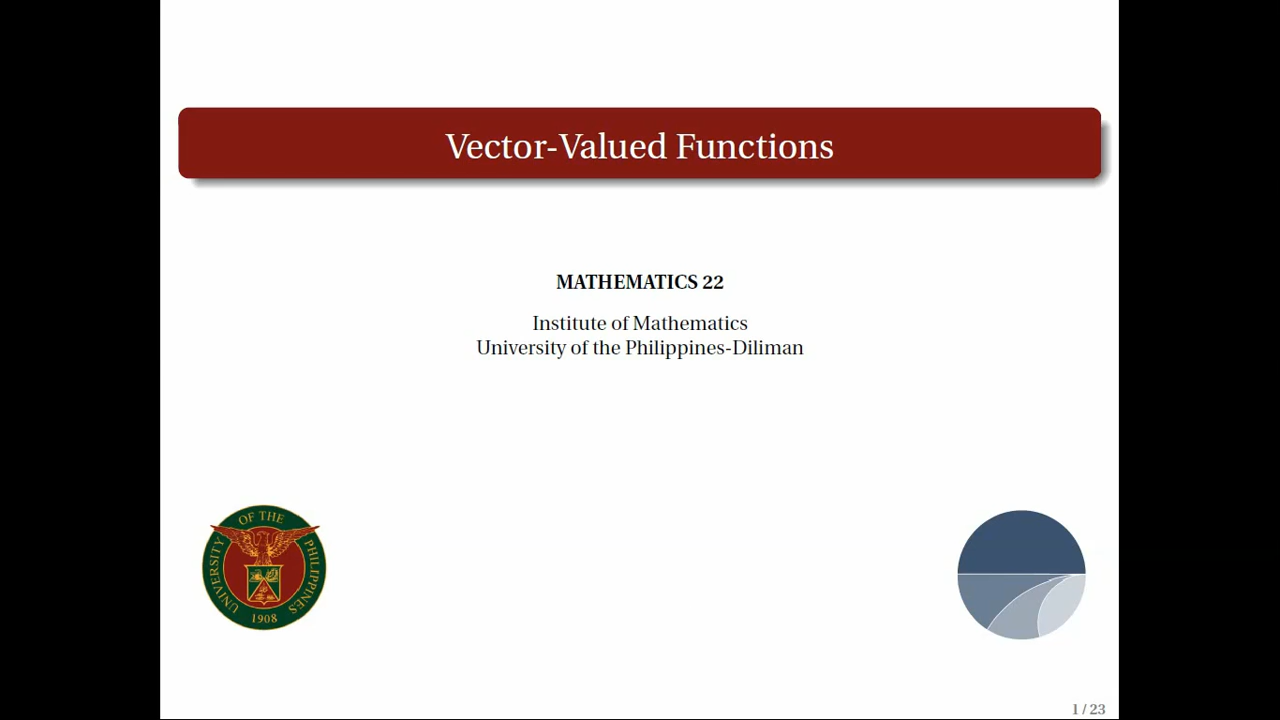 Vector-Valued Functions
MATHEMATICS 22
Institute of Mathematics
University of the Philippines-Diliman
UNIVERSITY OF THE PHILIPPINES
1908
1 / 23